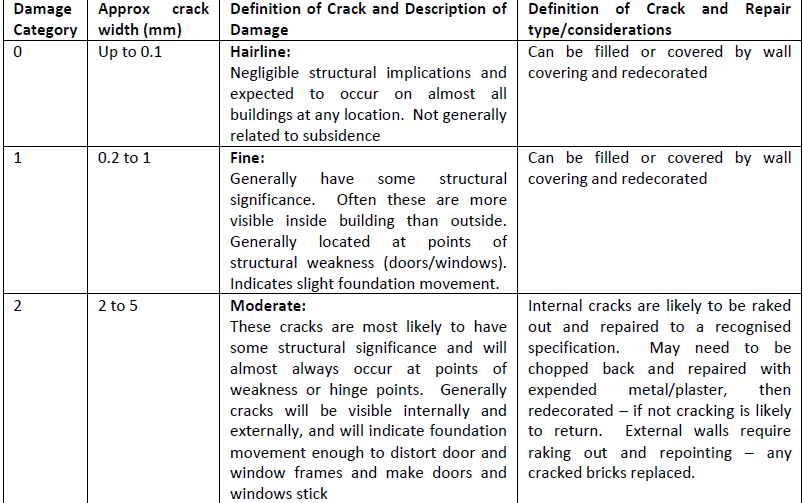 Damage Category
Approx crack width (mm)
Definition of Crack and Description of Damage
Definition of Crack and Repair type/considerations
0
Up to 0.1
Hairline:
Negligible structural implications and
expected to occur on almost all
buildings at any location. Not generally
related to subsidence
Can be filled or covered by wall
covering and redecorated
1
0.2 to 1
Fine:
Generally have some structural
significance. Often these are more
visible inside building than outside.
Generally located at points of
structural weakness (doors/windows).
Indicates slight foundation movement.
Can be filled or covered by wall
covering and redecorated
2
2 to 5
Moderate:
These cracks are most likely to have
some structural significance and will
almost always occur at points of
weakness or hinge points. Generally
cracks will be visible internally and
externally, and will indicate foundation
movement enough to distort door and
window frames and make doors and
windows stick
Internal cracks are likely to be raked
out and repaired to a recognised
specification. May need to be
chopped back and repaired with
expended metal/plaster, then
redecorated – if not cracking is likely
to return. External walls require
raking out and repointing – any
cracked bricks replaced.